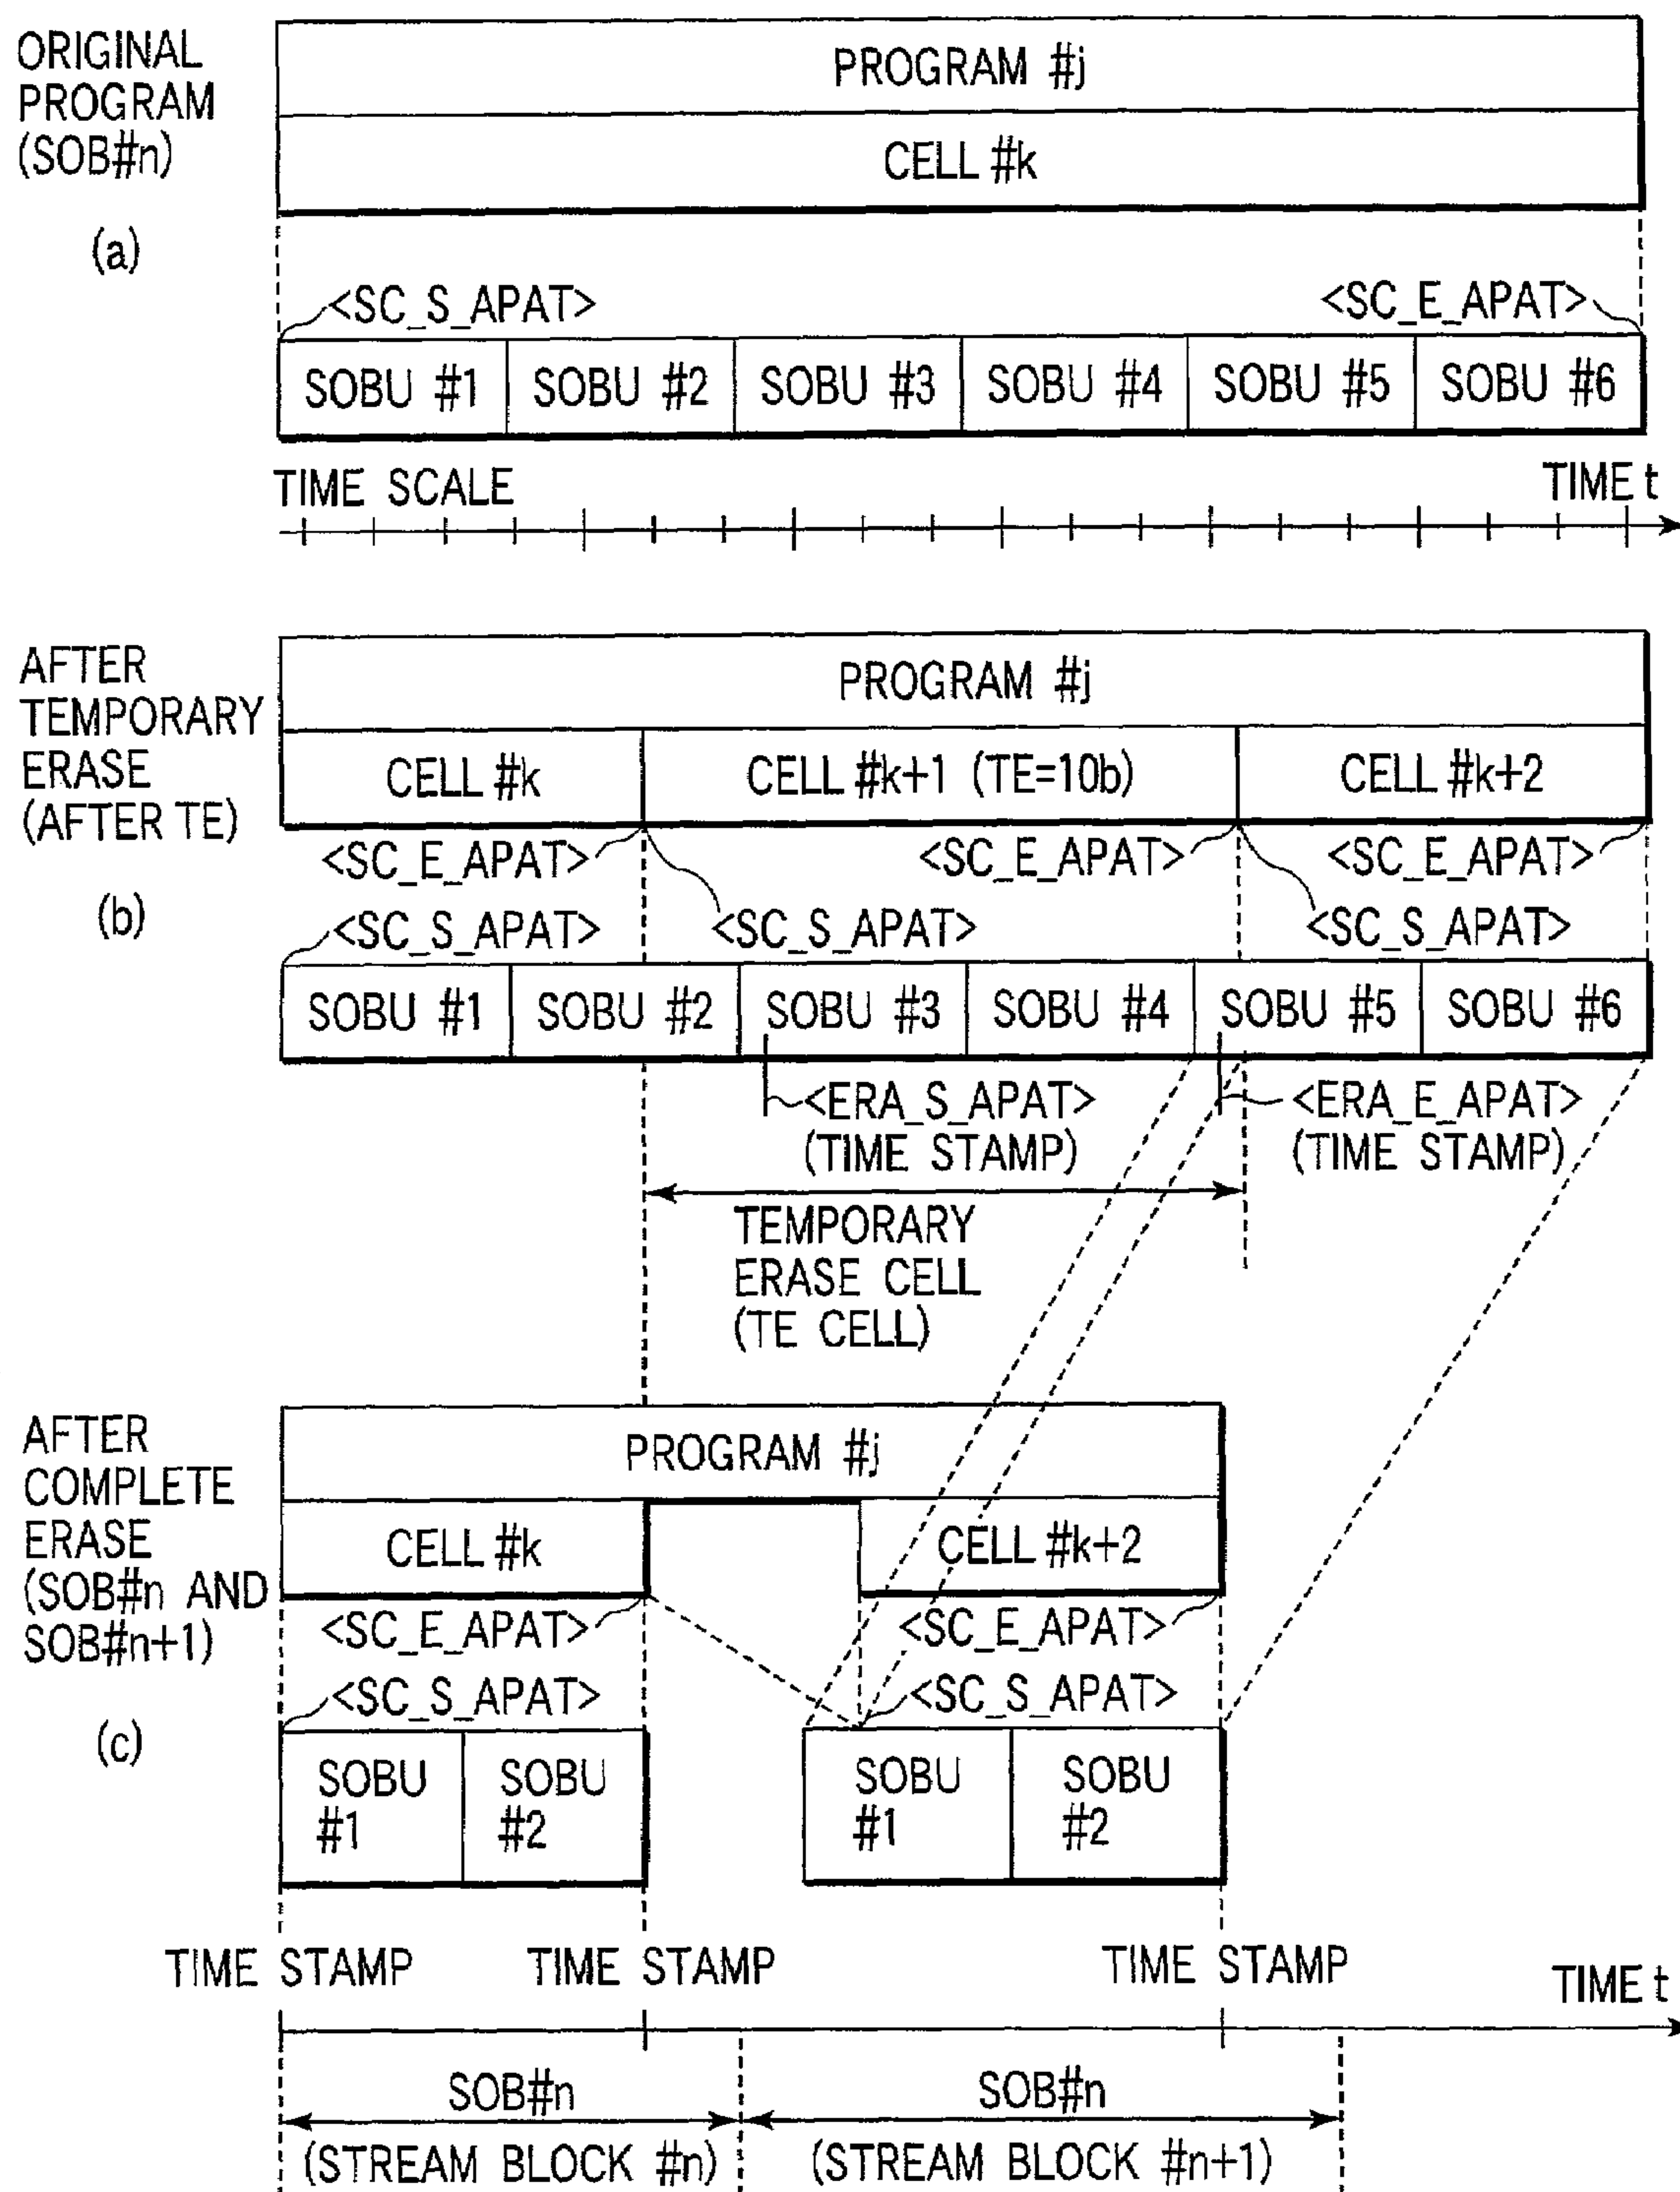 ORIGINAL
PROGRAM
(SOB#n)
(a)
PROGRAM #j
CELL #k
<SC_S_APAT>
<SC_E_APAT>
SOBU #1
SOBU #2
SOBU #3
SOBU #4
SOBU #5
SOBU #6
TIME SCALE
TIME t
AFTER
TEMPORARY
ERASE
(AFTER TE)
(b)
PROGRAM #j
CELL #k
CELL #k+1 (TE=10b)
CELL #k+2
<SC_E_APAT>
<SC_E_APAT>
<SC_E_APAT>
<SC_S_APAT>
<SC_S_APAT>
<SC_S_APAT>
SOBU #1
SOBU #2
SOBU #3
SOBU #4
SOBU #5
SOBU #6
<ERA_S_APAT>
(TIME STAMP)
<ERA_E_APAT>
(TIME STAMP)
TEMPORARY
ERASE CELL
(TE CELL)
AFTER
COMPLETE
ERASE
(SOB#n AND
SOB#n+1)
(c)
PROGRAM #j
CELL #k
CELL #k+2
<SC_E_APAT>
<SC_E_APAT>
<SC_S_APAT>
<SC_S_APAT>
SOBU
#1
SOBU
#2
SOBU
#1
SOBU
#2
TIME STAMP
TIME STAMP
TIME STAMP
TIME t
SOB#n
(STREAM BLOCK #n)
SOB#n
(STREAM BLOCK #n+1)